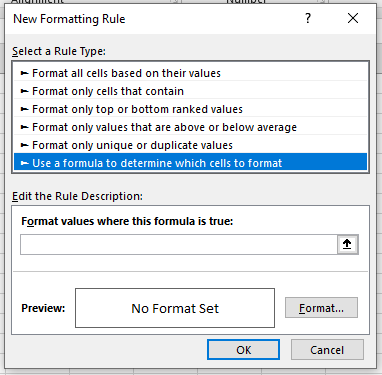 Alignment Number
New Formatting Rule ? ×
Select a Rule Type:
► Format all cells based on their values
► Format only cells that contain
► Format only top or bottom ranked values
► Format only values that are above or below average
► Format only unique or duplicate values
► Use a formula to determine which cells to format
Edit the Rule Description:
Format values where this formula is true:
Preview: No Format Set Format...
OK Cancel